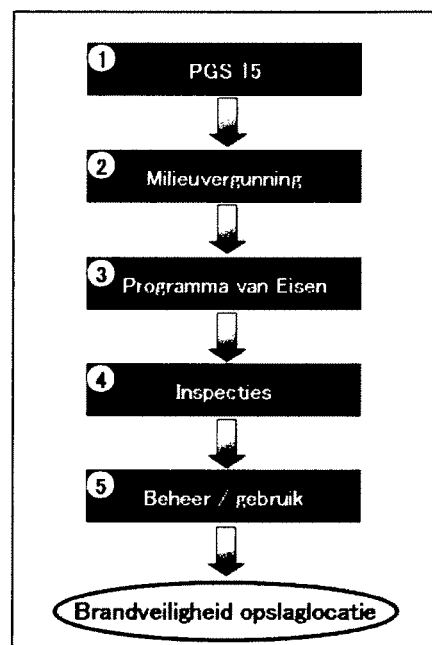 1
PGS 15
2
Milieuvergunning
3
Programma van Eisen
4
Inspecties
5
Beheer / gebruik
Brandveiligheid opslaglocatie